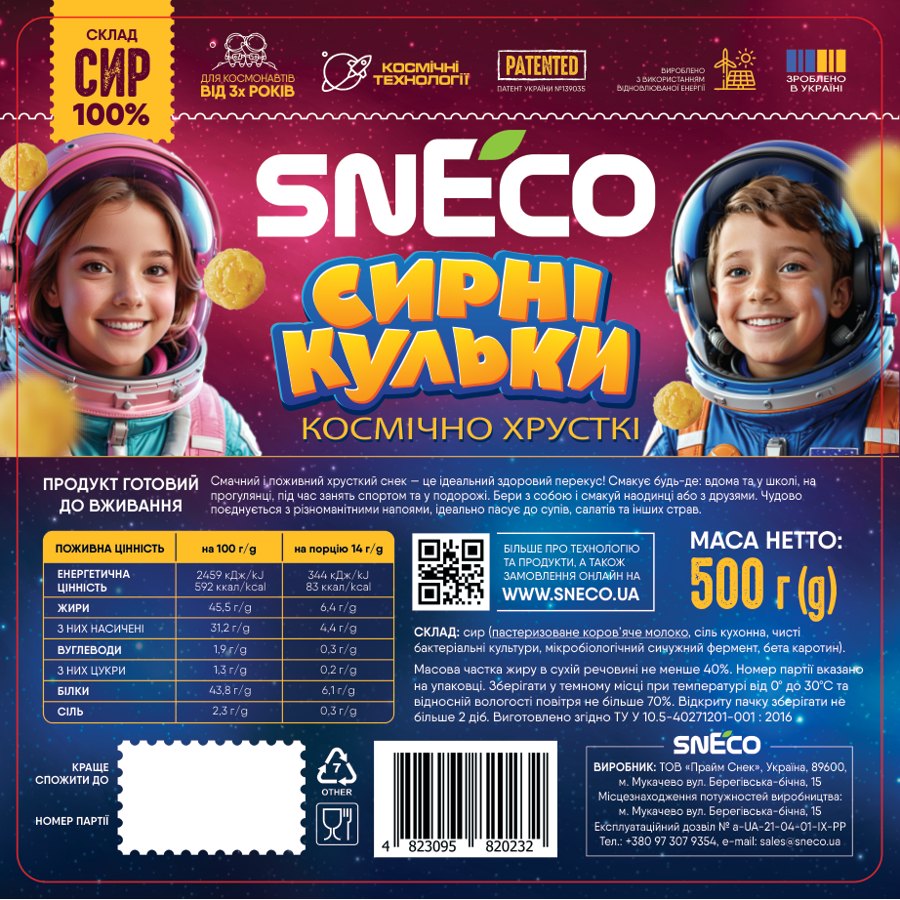 СКЛАД
СИР
100%
ДЛЯ КОСМОНАВТІВ
ВІД 3х РОКІВ
КОСМІЧНІ
ТЕХНОЛОГІЇ
PATENTED
ПАТЕНТ УКРАЇНИ №139035
ВИРОБЛЕНО
З ВИКОРИСТАННЯМ
ВІДНОВЛЮВАНОЇ ЕНЕРГІЇ
ЗРОБЛЕНО
В УКРАЇНІ
SNECO
СИРНІ
КУЛЬКИ
КОСМІЧНО ХРУСТКІ
ПРОДУКТ ГОТОВИЙ
ДО ВЖИВАННЯ
Смачний і поживний хрусткий снек — це ідеальний здоровий перекус! Смакує будь-де: вдома та у школі, на
прогулянці, під час занять спортом та у подорожі. Бери з собою і смакуй наодинці або з друзями. Чудово
поєднується з різноманітними напоями, ідеально пасує до супів, салатів та інших страв.
ПОЖИВНА ЦІННІСТЬ на 100 г/g на порцію 14 г/g
ЕНЕРГЕТИЧНА ЦІННІСТЬ 2459 кДж/kJ 592 ккал/kcal 344 кДж/kJ 83 ккал/kcal
ЖИРИ 45,5 г/g 6,4 г/g
З НИХ НАСИЧЕНІ 31,2 г/g 4,4 г/g
ВУГЛЕВОДИ 1,9 г/g 0,3 г/g
З НИХ ЦУКРИ 1,3 г/g 0,2 г/g
БІЛКИ 43,8 г/g 6,1 г/g
СІЛЬ 2,3 г/g 0,3 г/g
БІЛЬШЕ ПРО ТЕХНОЛОГІЮ
ТА ПРОДУКТИ, А ТАКОЖ
ЗАМОВЛЕННЯ ОНЛАЙН НА
WWW.SNECO.UA
МАСА НЕТТО:
500 г (g)
СКЛАД: сир (пастеризоване коров'яче молоко, сіль кухонна, чисті
бактеріальні культури, мікробіологічний сичужний фермент, бета каротин).
Масова частка жиру в сухій речовині не менше 40%. Номер партії вказано
на упаковці. Зберігати у темному місці при температурі від 0° до 30°С та
відносній вологості повітря не більше 70%. Відкриту пачку зберігати не
більше 2 діб. Виготовлено згідно ТУ У 10.5-40271201-001 : 2016
КРАЩЕ
СПОЖИТИ ДО
НОМЕР ПАРТІЇ
7
OTHER
4 823095 820232
SNECO
ВИРОБНИК: ТОВ «Прайм Снек», Україна, 89600,
м. Мукачево вул. Берегівська-бічна, 15
Місцезнаходження потужностей виробництва:
м. Мукачево вул. Берегівська-бічна, 15
Експлуатаційний дозвіл № a-UA-21-04-01-IX-PP
Тел.: +380 97 307 9354, e-mail: sales@sneco.ua